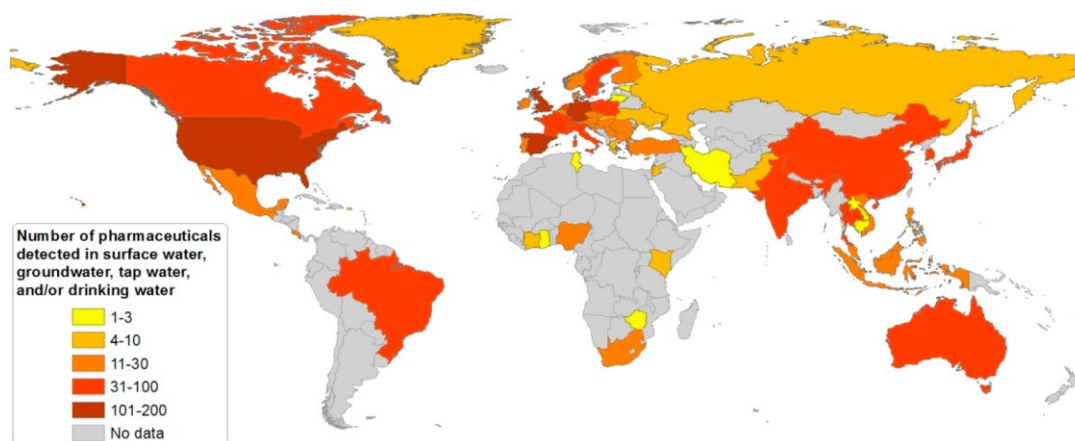 Number of pharmaceuticals
detected in surface water,
groundwater, tap water,
and/or drinking water
1-3
4-10
11-30
31-100
101-200
No data